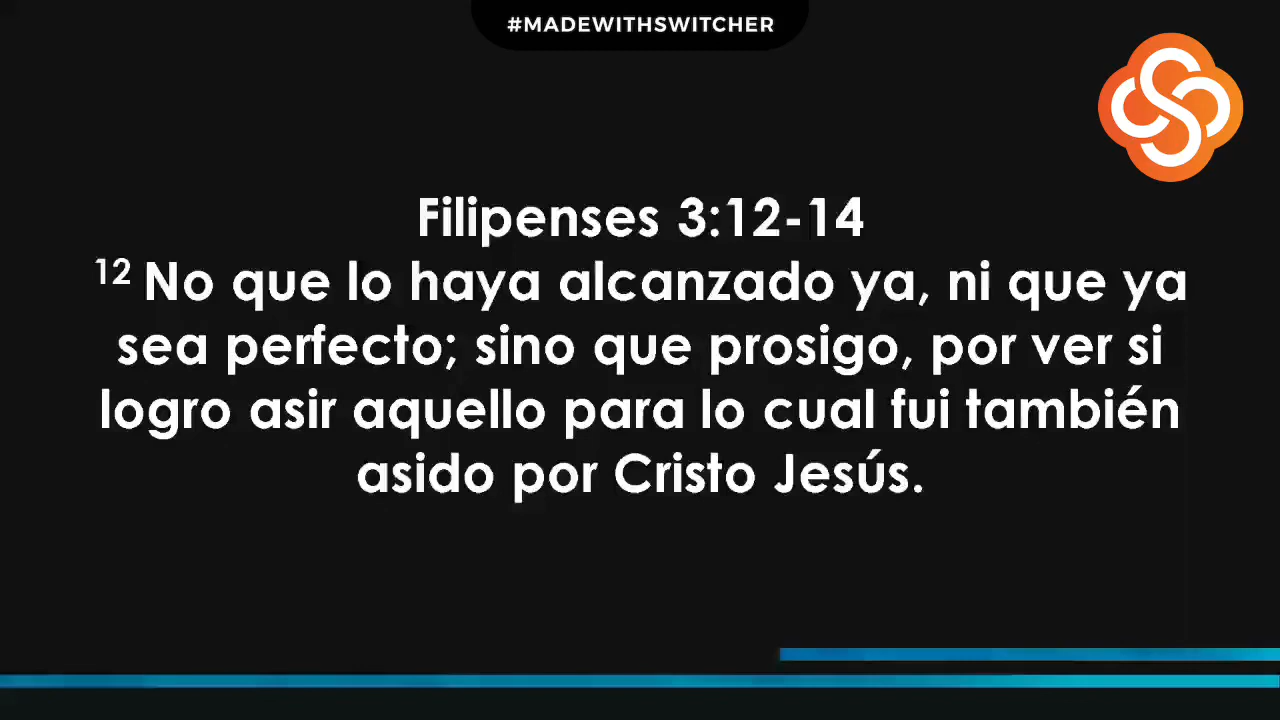 #MADEWITHSWITCHER
Filipenses 3:12-14
12 No que lo haya alcanzado ya, ni que ya
sea perfecto; sino que prosigo, por ver si
logro asir aquello para lo cual fui también
asido por Cristo Jesús.